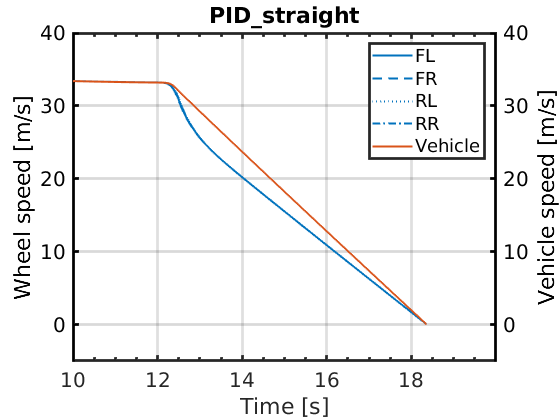 PID_straight
40
30
20
10
0
Wheel speed [m/s]
40
30
20
10
0
Vehicle speed [m/s]
FL
FR
RL
RR
Vehicle
10 12 14 16 18
Time [s]